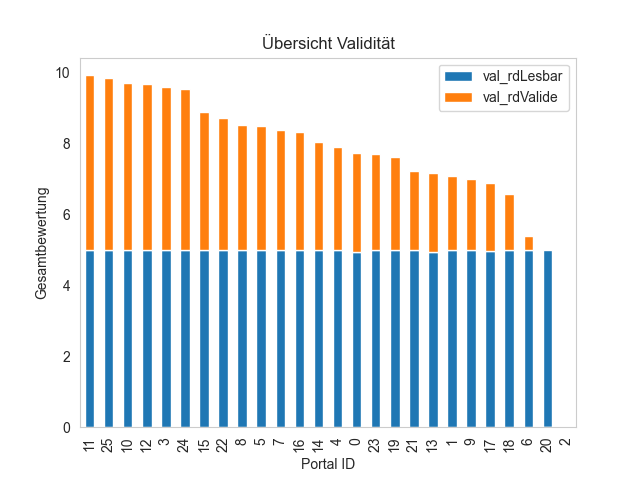 Übersicht Validität
val_rdLesbar
val_rdValide
Gesamtbewertung
10
8
6
4
2
0
11 25 10 12 3 24 15 22 8 5 7 16 14 4 0 23 19 21 13 1 9 17 18 6 20 2
Portal ID